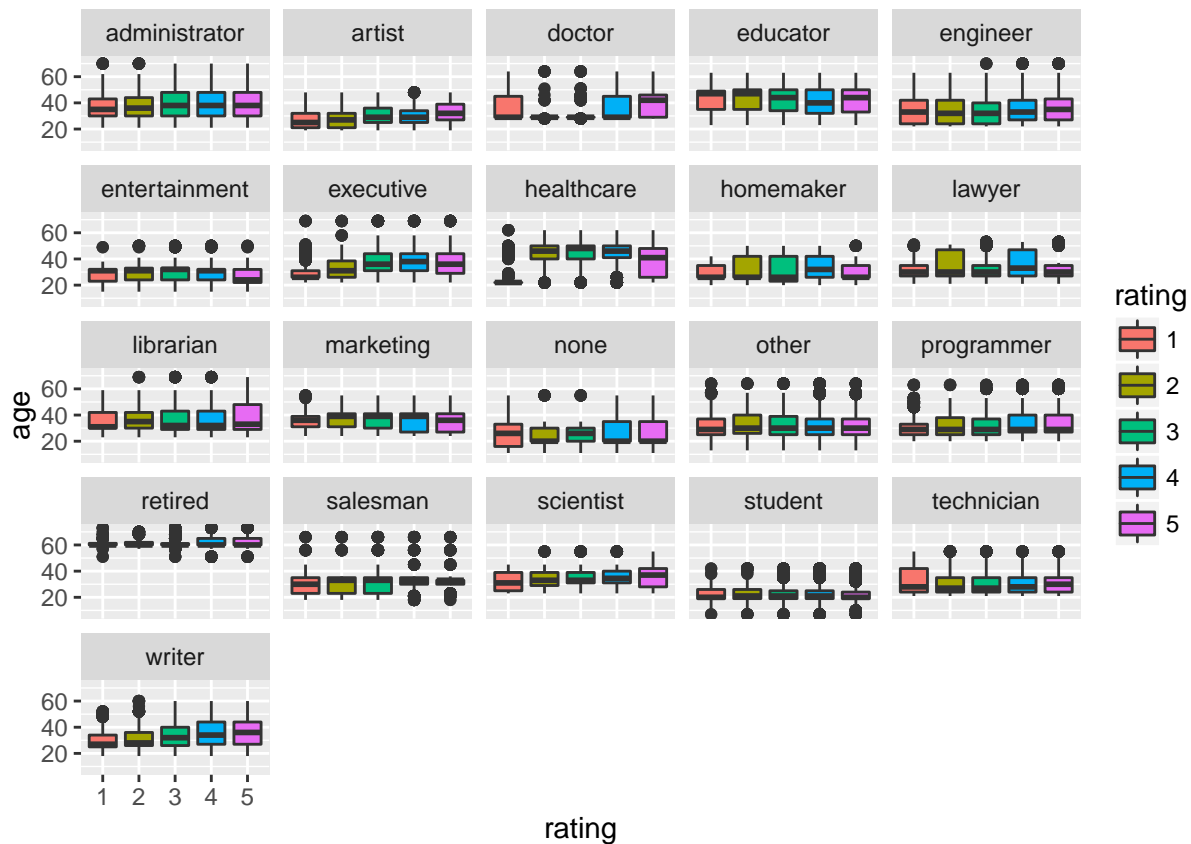 administrator artist doctor educator engineer
60
40
20
entertainment executive healthcare homemaker lawyer
60
40
20
librarian marketing none other programmer
60
40
20
retired salesman scientist student technician
60
40
20
writer
60
40
20
1 2 3 4 5
age
rating
rating
1
2
3
4
5